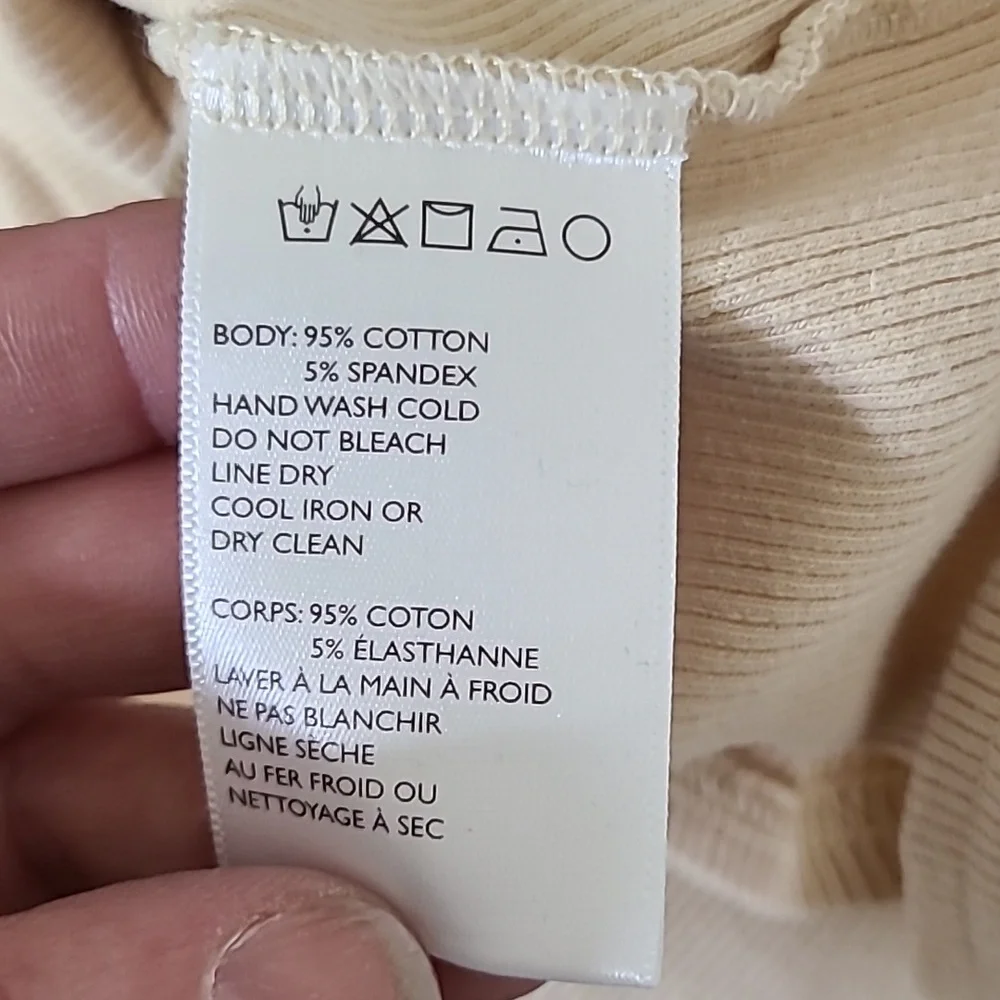 BODY: 95% COTTON
5% SPANDEX
HAND WASH COLD
DO NOT BLEACH
LINE DRY
COOL IRON OR
DRY CLEAN
CORPS: 95% COTON
5% ÉLASTHANNE
LAVER À LA MAIN À FROID
NE PAS BLANCHIR
LIGNE SÈCHE
AU FER FROID OU
NETTOYAGE À SEC